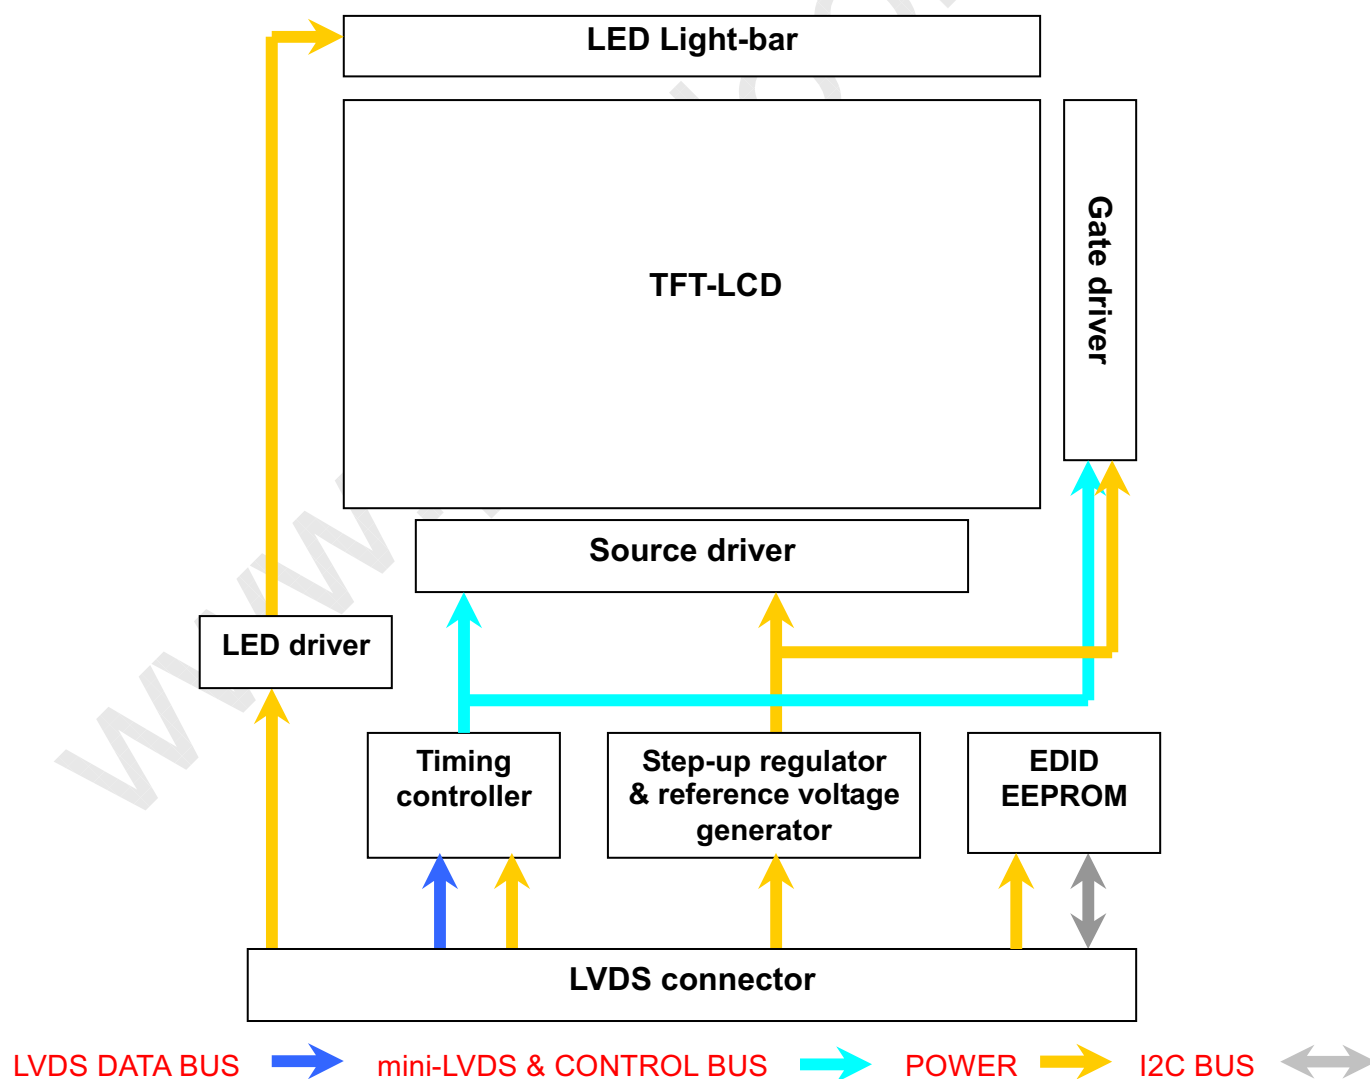 LED Light-bar
TFT-LCD
Gate driver
Source driver
LED driver
Timing
controller
Step-up regulator
& reference voltage
generator
EDID
EEPROM
LVDS connector
LVDS DATA BUS
mini-LVDS & CONTROL BUS
POWER
I2C BUS